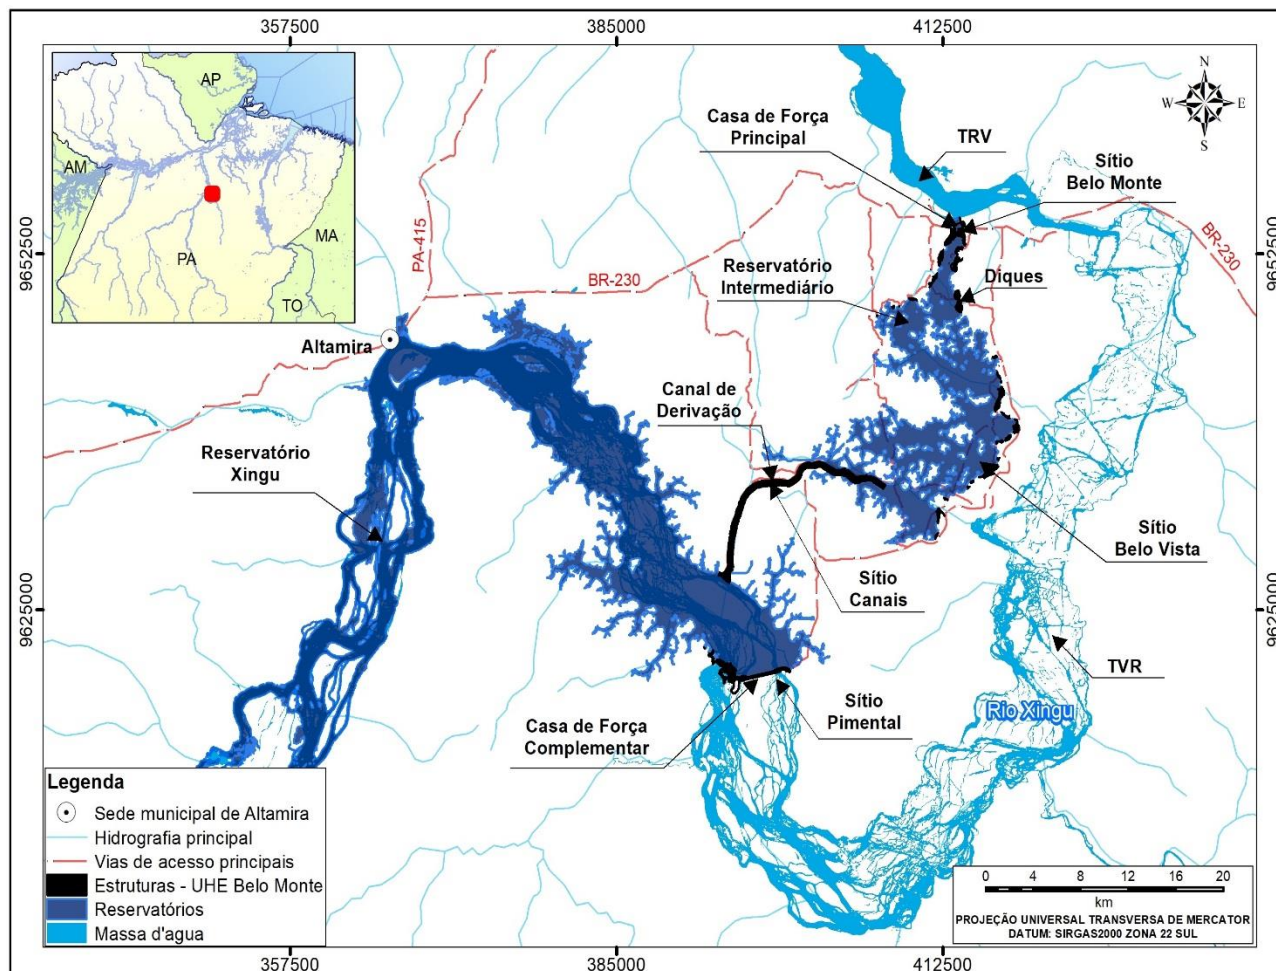 357500
385000
412500
AP
AM
PA
MA
TO
N
W
E
S
PA-415
BR-230
BR-230
9652500
9652500
9625000
9625000
Casa de Força
Principal
TRV
Sítio
Belo Monte
Reservatório
Intermediário
Diques
Altamira
Canal de
Derivação
Reservatório
Xingu
Sítio
Belo Vista
Sítio
Canais
TVR
Rio Xingu
Sítio
Pimental
Casa de Força
Complementar
Legenda
Sede municipal de Altamira
Hidrografia principal
Vias de acesso principais
Estruturas - UHE Belo Monte
Reservatórios
Massa d'agua
0 4 8 12 16 20
km
PROJEÇÃO UNIVERSAL TRANSVERSA DE MERCATOR
DATUM: SIRGAS2000 ZONA 22 SUL
357500
385000
412500